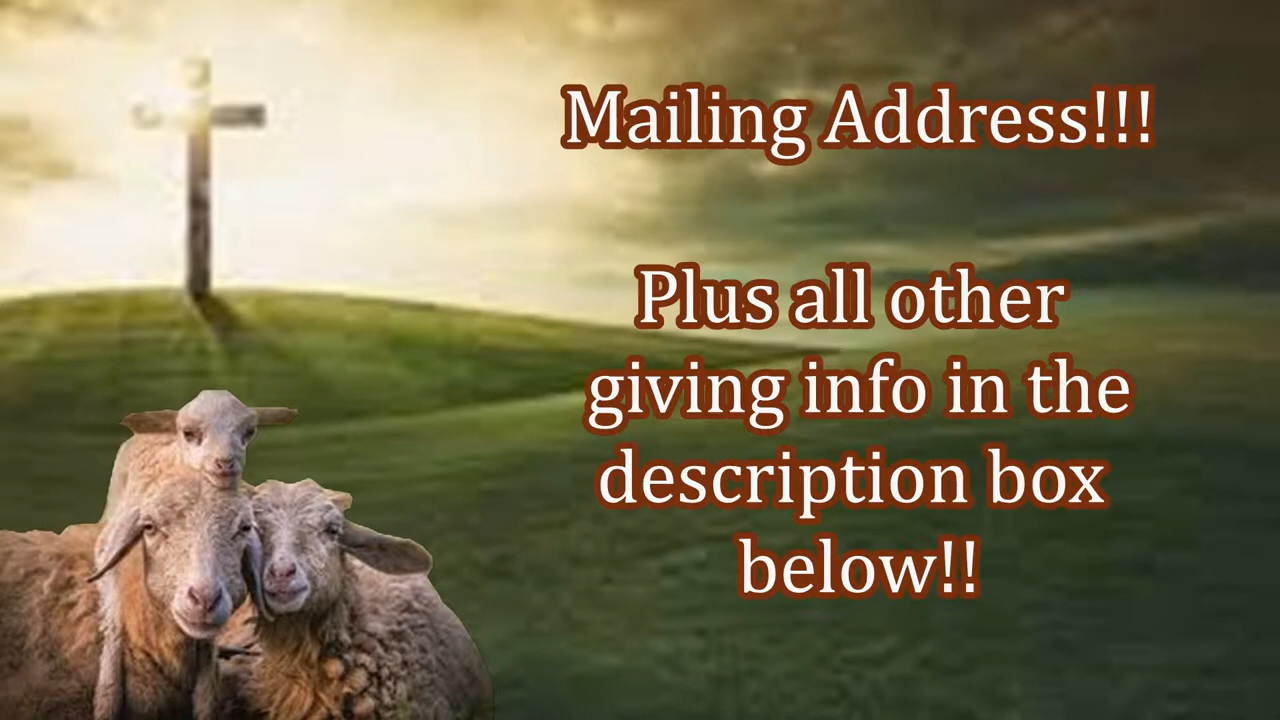 Mailing Address!!!
Plus all other
giving info in the
description box
below!!